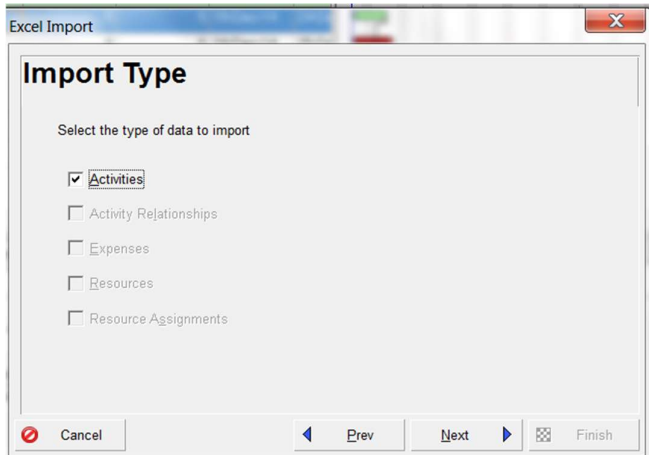 Excel Import
Import Type
Select the type of data to import
Activities
Activity Relationships
Expenses
Resources
Resource Assignments
Cancel
Prev
Next
Finish